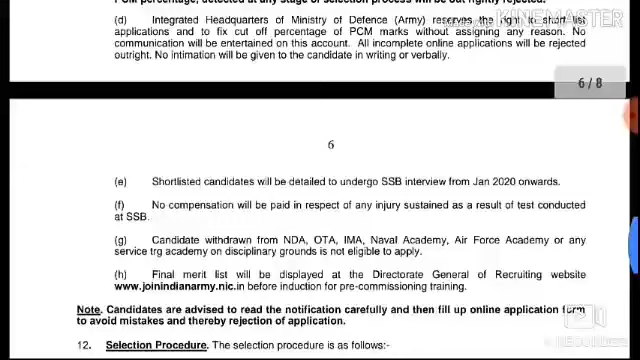 PCM percentage, detected at any stage of selection process will be out rightly rejected.
(d) Integrated Headquarters of Ministry of Defence (Army) reserves the right to short list
applications and to fix cut off percentage of PCM marks without assigning any reason. No
communication will be entertained on this account. All incomplete online applications will be rejected
outright. No intimation will be given to the candidate in writing or verbally.
6 / 8
6
(e) Shortlisted candidates will be detailed to undergo SSB interview from Jan 2020 onwards.
(f) No compensation will be paid in respect of any injury sustained as a result of test conducted
at SSB.
(g) Candidate withdrawn from NDA, OTA, IMA, Naval Academy, Air Force Academy or any
service trg academy on disciplinary grounds is not eligible to apply.
(h) Final merit list will be displayed at the Directorate General of Recruiting website
www.joinindianarmy.nic.in before induction for pre-commissioning training.
Note. Candidates are advised to read the notification carefully and then fill up online application form
to avoid mistakes and thereby rejection of application.
12. Selection Procedure. The selection procedure is as follows:-